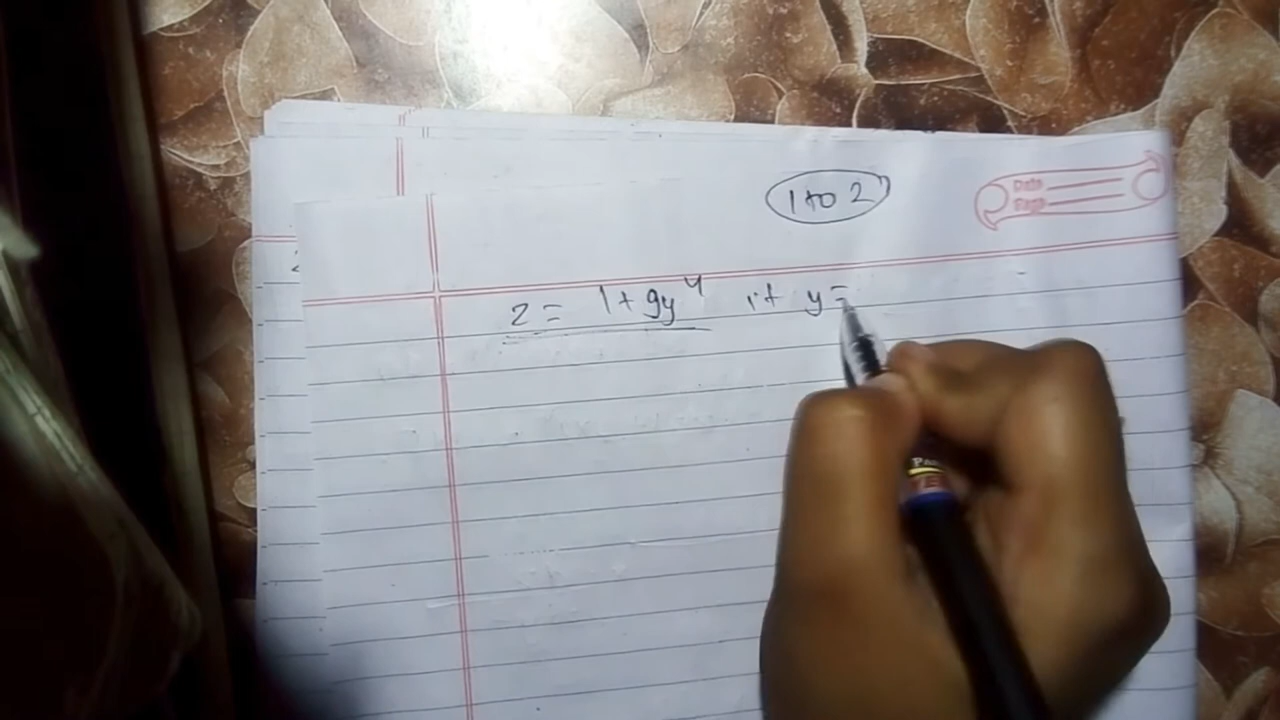 1 to 2
Date
Page
z = 1 + 9y⁴ if y =